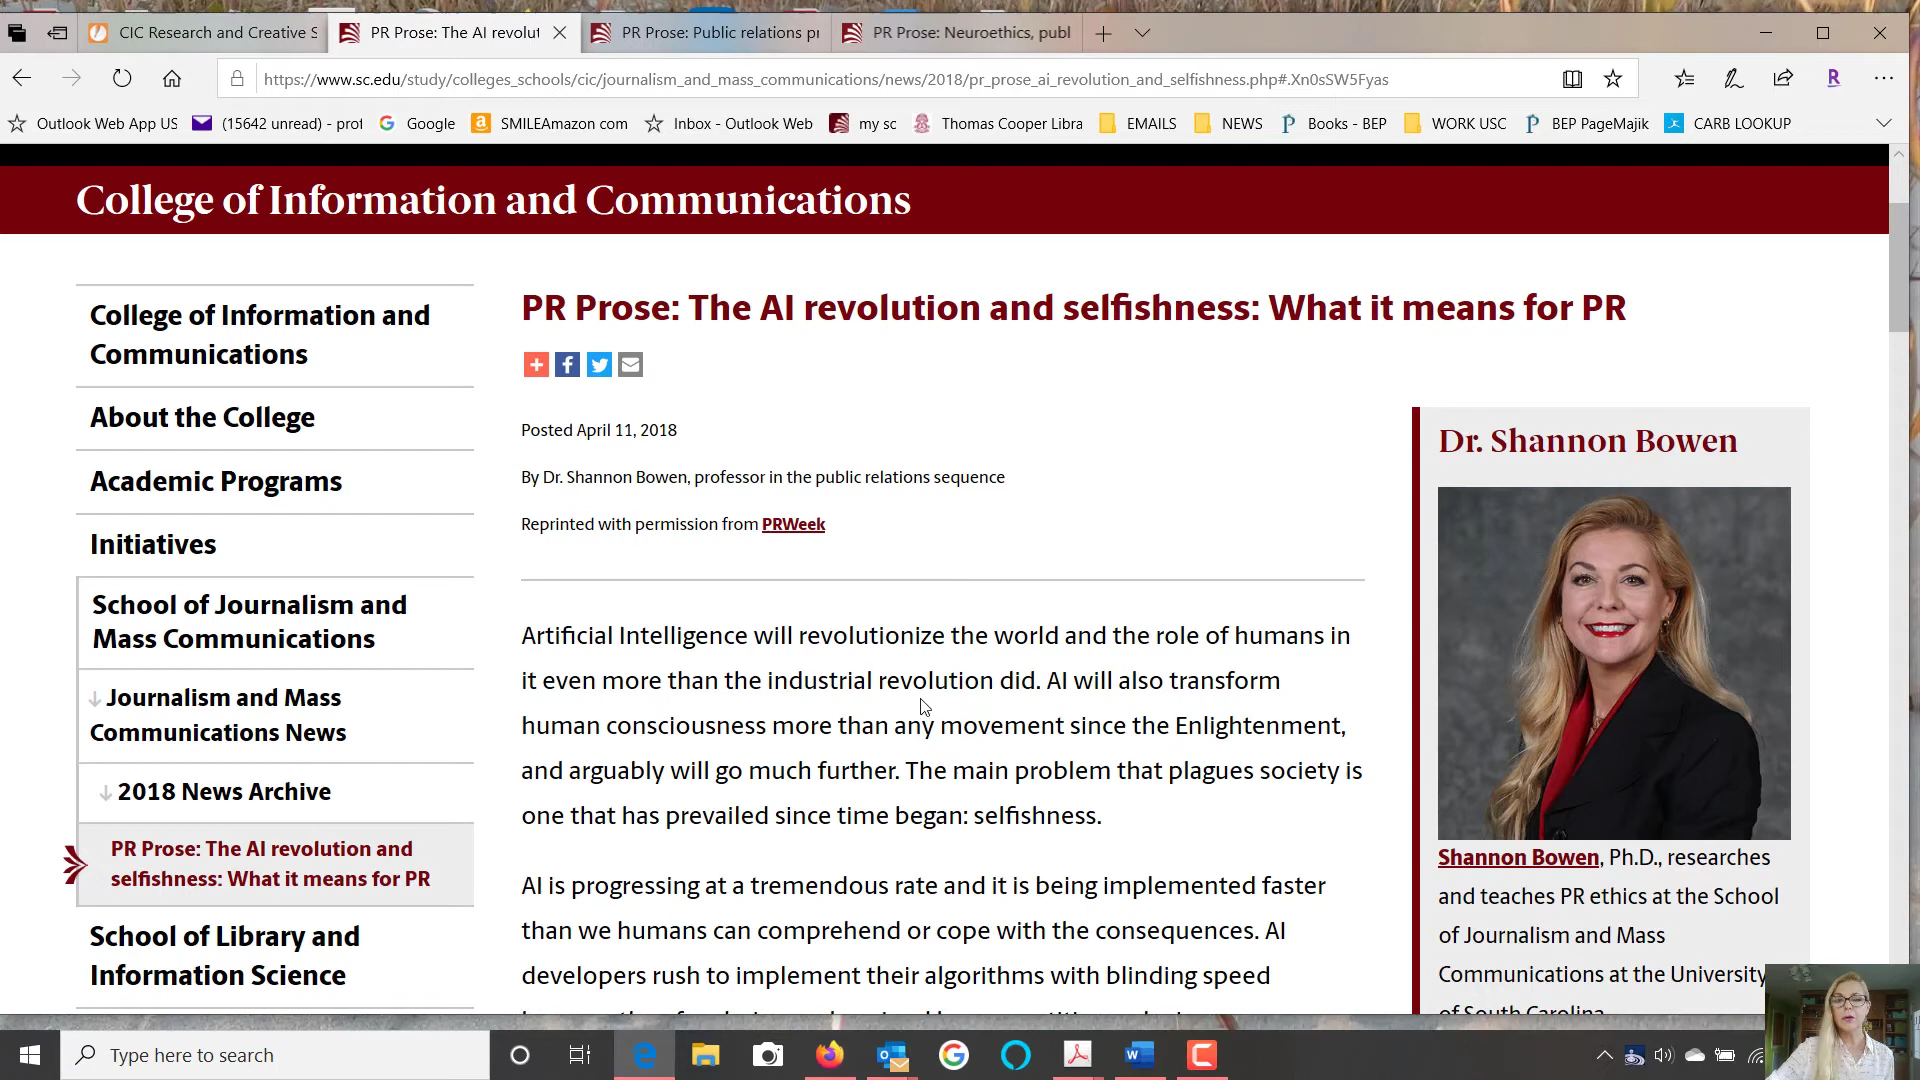 CIC Research and Creative S
PR Prose: The AI revolut
PR Prose: Public relations pr
PR Prose: Neuroethics, publ
https://www.sc.edu/study/colleges_schools/cic/journalism_and_mass_communications/news/2018/pr_prose_ai_revolution_and_selfishness.php#.Xn0sSW5Fyas
R
Outlook Web App US
(15642 unread) - prof
Google
SMILEAmazon com
Inbox - Outlook Web
my sc
Thomas Cooper Libra
EMAILS
NEWS
Books - BEP
WORK USC
BEP PageMajik
CARB LOOKUP
College of Information and Communications
College of Information and
Communications
About the College
Academic Programs
Initiatives
School of Journalism and
Mass Communications
Journalism and Mass
Communications News
2018 News Archive
PR Prose: The AI revolution and
selfishness: What it means for PR
School of Library and
Information Science
PR Prose: The AI revolution and selfishness: What it means for PR
Posted April 11, 2018
By Dr. Shannon Bowen, professor in the public relations sequence
Reprinted with permission from PRWeek
Artificial Intelligence will revolutionize the world and the role of humans in
it even more than the industrial revolution did. AI will also transform
human consciousness more than any movement since the Enlightenment,
and arguably will go much further. The main problem that plagues society is
one that has prevailed since time began: selfishness.
AI is progressing at a tremendous rate and it is being implemented faster
than we humans can comprehend or cope with the consequences. AI
developers rush to implement their algorithms with blinding speed
Dr. Shannon Bowen
Shannon Bowen, Ph.D., researches
and teaches PR ethics at the School
of Journalism and Mass
Communications at the University
of South Carolina
Type here to search